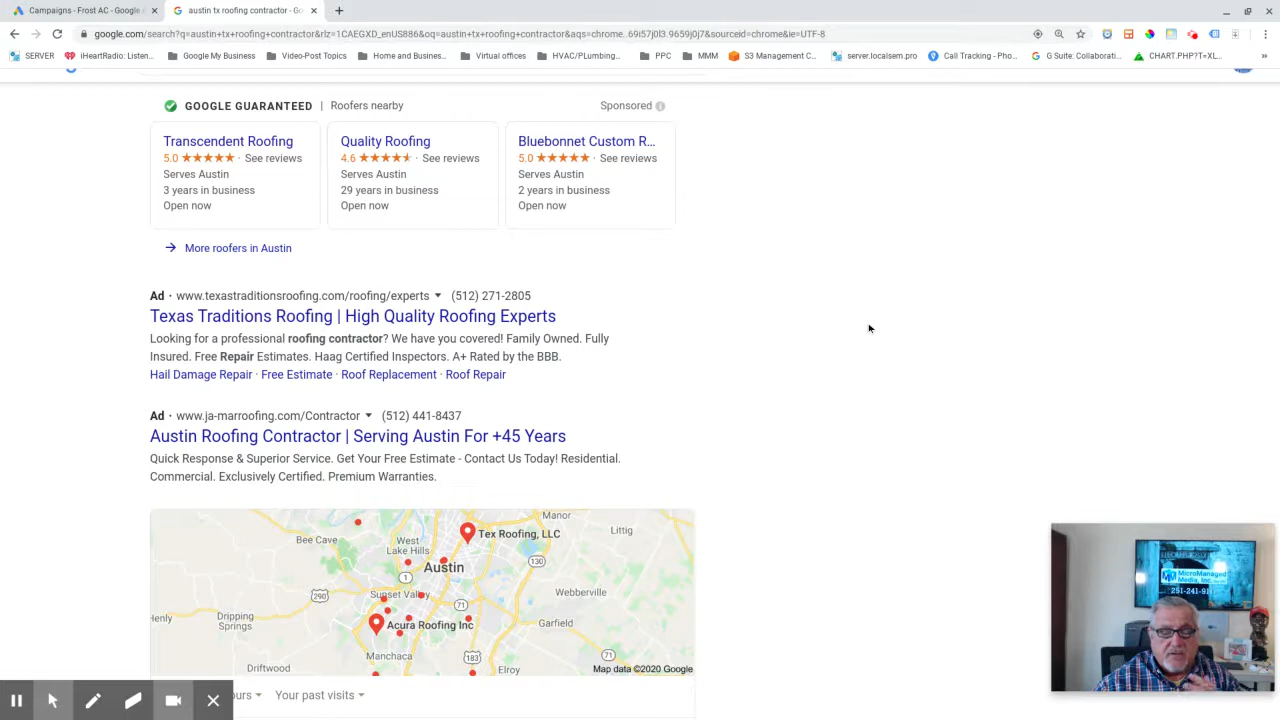 Campaigns - Frost AC - Google
austin tx roofing contractor - Go
google.com/search?q=austin+tx+roofing+contractor&rlz=1CAEGXD_enUS886&oq=austin+tx+roofing+contractor&aqs=chrome..69i57j0l3.9659j0j7&sourceid=chrome&ie=UTF-8
SERVER iHeartRadio: Listen... Google My Business Video-Post Topics Home and Busines... Virtual offices HVAC/PLumbing... PPC MMM S3 Management C... server.localsem.pro Call Tracking - Pho... G Suite: Collaborati... CHART.PHP?T=XL... »
GOOGLE GUARANTEED | Roofers nearby Sponsored
Transcendent Roofing
5.0 · See reviews
Serves Austin
3 years in business
Open now
Quality Roofing
4.6 · See reviews
Serves Austin
29 years in business
Open now
Bluebonnet Custom R...
5.0 · See reviews
Serves Austin
2 years in business
Open now
More roofers in Austin
Ad · www.texastraditionsroofing.com/roofing/experts (512) 271-2805
Texas Traditions Roofing | High Quality Roofing Experts
Looking for a professional roofing contractor? We have you covered! Family Owned. Fully
Insured. Free Repair Estimates. Haag Certified Inspectors. A+ Rated by the BBB.
Hail Damage Repair · Free Estimate · Roof Replacement · Roof Repair
Ad · www.ja-marroofing.com/Contractor (512) 441-8437
Austin Roofing Contractor | Serving Austin For +45 Years
Quick Response & Superior Service. Get Your Free Estimate - Contact Us Today! Residential.
Commercial. Exclusively Certified. Premium Warranties.
Manor
Littig
Tex Roofing, LLC
Bee Cave
West
Lake Hills
130
Austin
1
290
Sunset Valley
Webberville
71
Dripping
Springs
Acura Roofing Inc
Garfield
Manchaca
183
71
Driftwood
Elroy
Map data ©2020 Google
ours Your past visits
MicroManaged
Media, Inc.